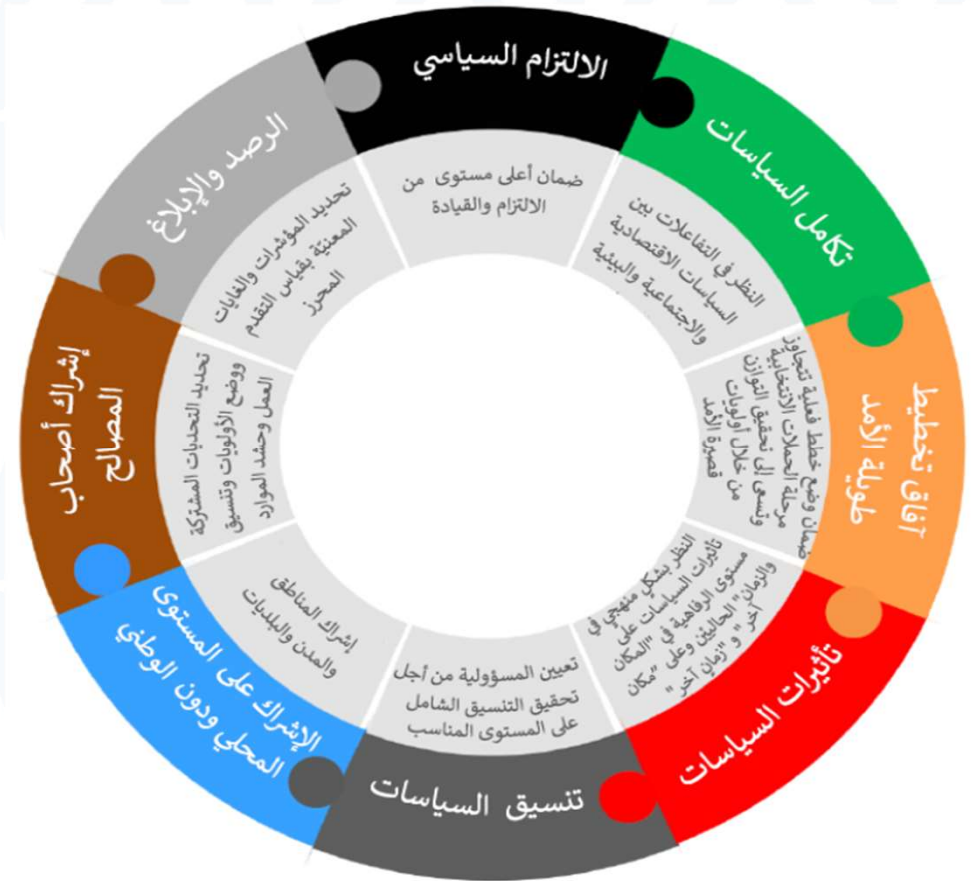 الالتزام السياسي
ضمان أعلى مستوى من
الالتزام والقيادة
تكامل السياسات
النظر في التفاعلات بين
السياسات الاقتصادية
والاجتماعية والبيئية
آفاق تخطيط
طويلة الأمد
ضمان وضع خطط فعلية تتجاوز
مرحلة الحملات الانتخابية
وتسعى إلى تحقيق التوازن
من خلال أولويات
قصيرة الأمد
تأثيرات السياسات
النظر بشكلٍ منهجي في
تأثيرات السياسات على
مستوى الرفاهية في "المكان
والزمان" الحاليّين وعلى "مكان
آخر" و "زمانٍ آخر"
تنسيق السياسات
تعيين المسؤولية من أجل
تحقيق التنسيق الشامل
على المستوى المناسب
الإشراك على المستوى
المحلي ودون الوطني
إشراك المناطق
والمدن والبلديات
إشراك أصحاب
المصالح
تحديد التحديات المشتركة
ووضع الأولويات وتنسيق
العمل وحشد الموارد
الرصد والإبلاغ
تحديد المؤشرات والغايات
المعنيّة بقياس التقدم
المحرز